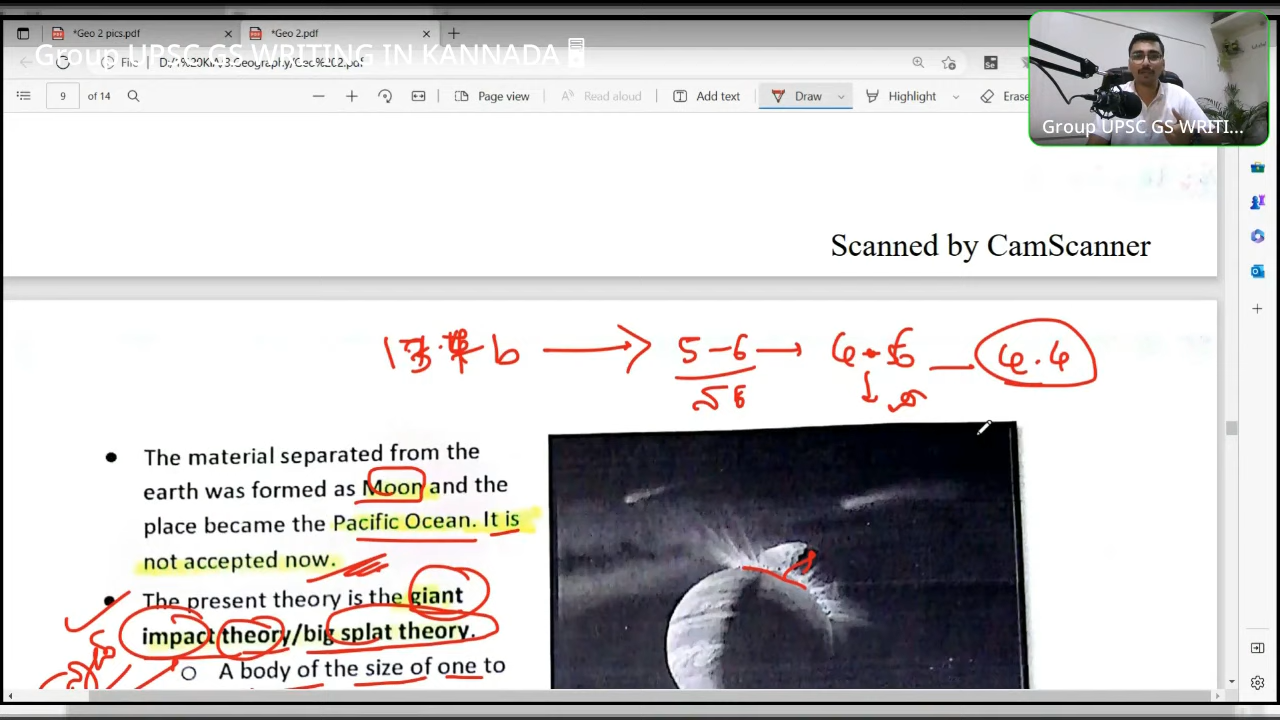 *Geo 2 pics.pdf
*Geo 2.pdf
Group UPSC GS WRITING IN KANNADA
9 of 14
Page view
Read aloud
Add text
Draw
Highlight
Erase
Group UPSC GS WRITI...
Scanned by CamScanner
5-6
4.4
The material separated from the
earth was formed as Moon and the
place became the Pacific Ocean. It is
not accepted now.
The present theory is the giant
impact theory/big splat theory.
A body of the size of one to